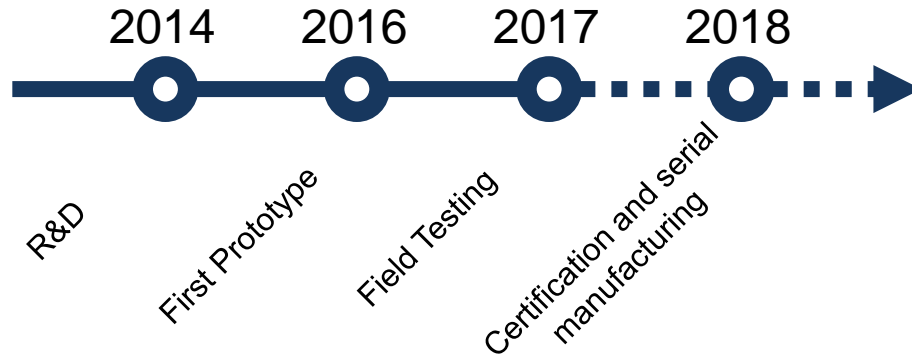 2014
2016
2017
2018
R&D
First Prototype
Field Testing
Certification and serial
manufacturing